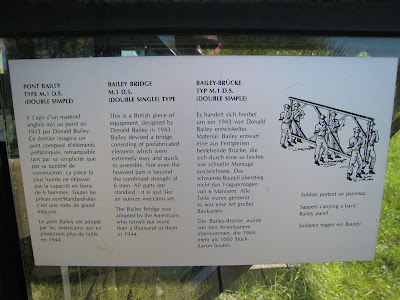 PONT BAILEY
TYPE M.1 D.S.
(DOUBLE SIMPLE)
Il s'agit d'un matériel
anglais mis au point en
1943 par Donald Bailey.
Ce dernier imagina un
pont composé d'éléments
préfabriqués, remarquable
tant par sa simplicité que
par la rapidité de
construction. La pièce la
plus lourde ne dépasse
pas la capacité en force
de 6 hommes. Toutes les
pièces sont standardisées :
c'est une sorte de grand
mécano.
Le pont Bailey est adopté
par les américains qui en
produisent plus de mille
en 1944.
BAILEY BRIDGE
M.1 D.S.
(DOUBLE SINGLE) TYPE
This is a British piece of
equipment, designed by
Donald Bailey in 1943.
Bailey devised a bridge
consisting of prefabricated
elements which were
extremely easy and quick
to assemble. Not even the
heaviest part is beyond
the combined strength of
6 men. All parts are
standard : it is just like
an outsize meccano set.
The Bailey bridge was
adopted by the Americans,
who turned out more
than a thousand of them
in 1944.
BAILEY-BRÜCKE
TYP M.1 D.S.
(DOUBLE SIMPLE)
Es handelt sich hierbei
um ein 1943 von Donald
Bailey entwickeltes
Material. Bailey entwarf
eine aus Fertigteilen
bestehende Brücke, die
sich durch eine so leichte
wie schnelle Montage
auszeichnete. Das
schwerste Bauteil überstieg
nicht das Tragvermögen
von 6 Männern. Alle
Teile waren genormt :
es war eine Art großer
Baukasten.
Die Bailey-Brücke wurde
von den Amerikanern
übernommen, die 1944
mehr als 1000 Stück
davon bauten.
Soldats portant un panneau
Sappers carrying a basic
Bailey panel
Soldaten tragen ein Bauteil